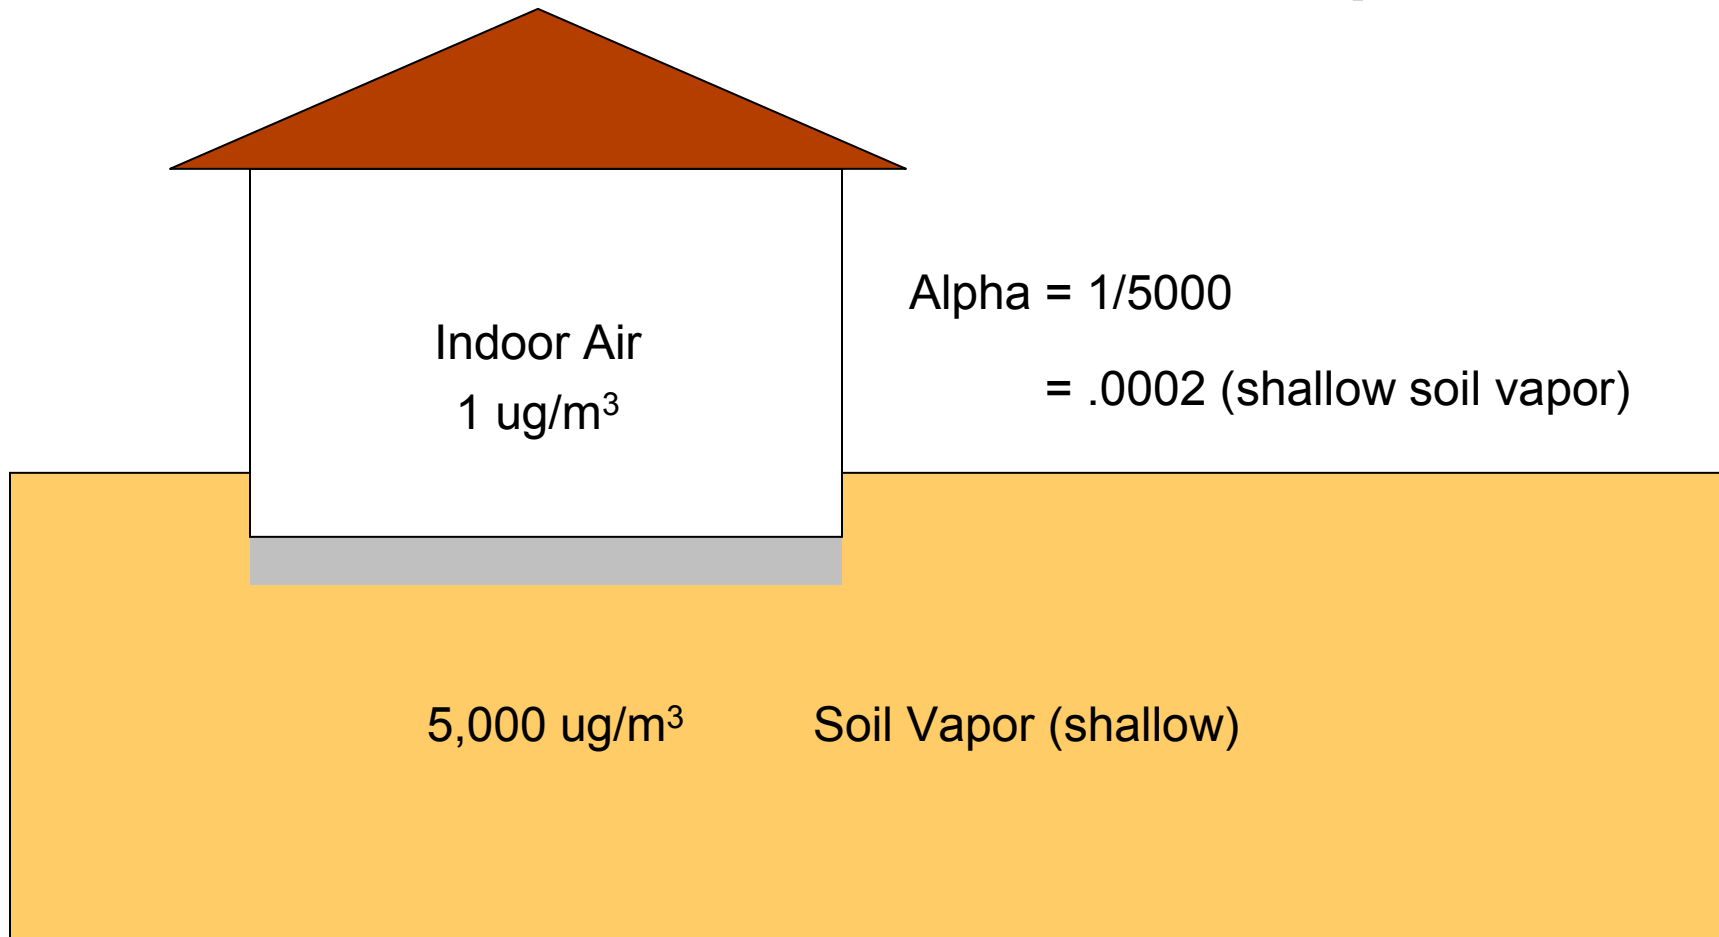 Alpha = 1/5000
Indoor Air
= .0002 (shallow soil vapor)
1 ug/m³
5,000 ug/m³ Soil Vapor (shallow)